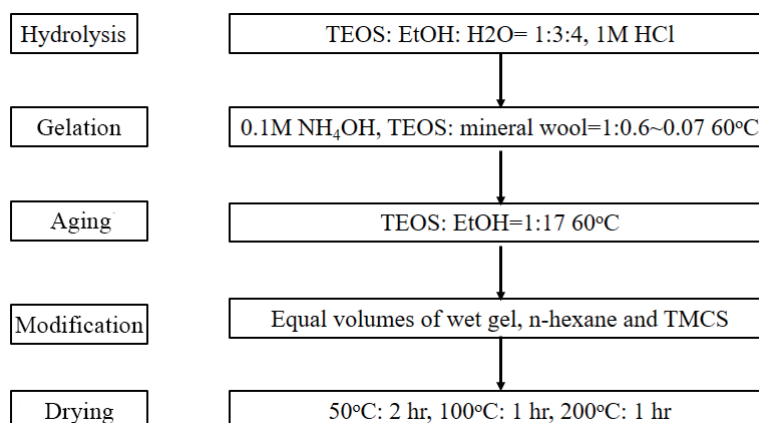 Hydrolysis
TEOS: EtOH: H2O= 1:3:4, 1M HCl
Gelation
0.1M NH₄OH, TEOS: mineral wool=1:0.6~0.07 60°C
Aging
TEOS: EtOH=1:17 60°C
Modification
Equal volumes of wet gel, n-hexane and TMCS
Drying
50°C: 2 hr, 100°C: 1 hr, 200°C: 1 hr